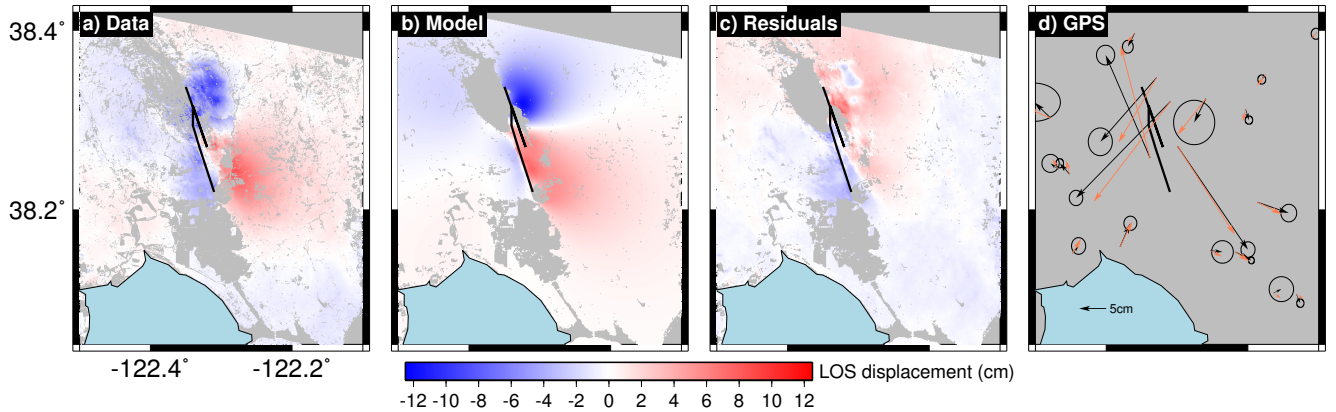 a) Data
b) Model
c) Residuals
d) GPS
38.4˚
38.2˚
5cm
-122.4˚
-122.2˚
LOS displacement (cm)
-12 -10 -8 -6 -4 -2 0 2 4 6 8 10 12